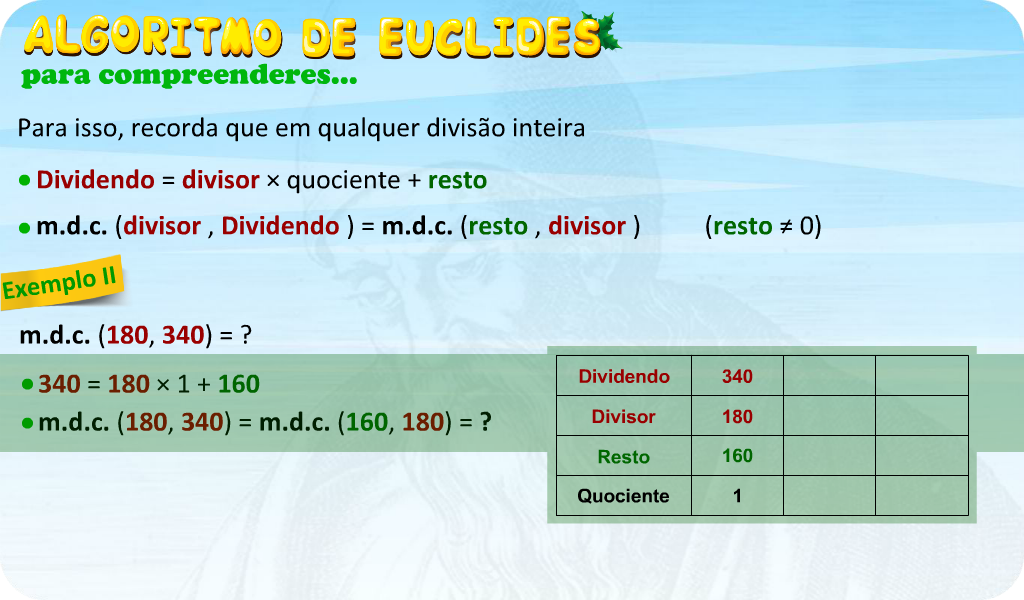 ALGORITMO DE EUCLIDES
para compreenderes...
Para isso, recorda que em qualquer divisão inteira
• Dividendo = divisor × quociente + resto
• m.d.c. (divisor , Dividendo ) = m.d.c. (resto , divisor ) (resto ≠ 0)
Exemplo II
m.d.c. (180, 340) = ?
• 340 = 180 × 1 + 160
• m.d.c. (180, 340) = m.d.c. (160, 180) = ?
Dividendo 340
Divisor 180
Resto 160
Quociente 1